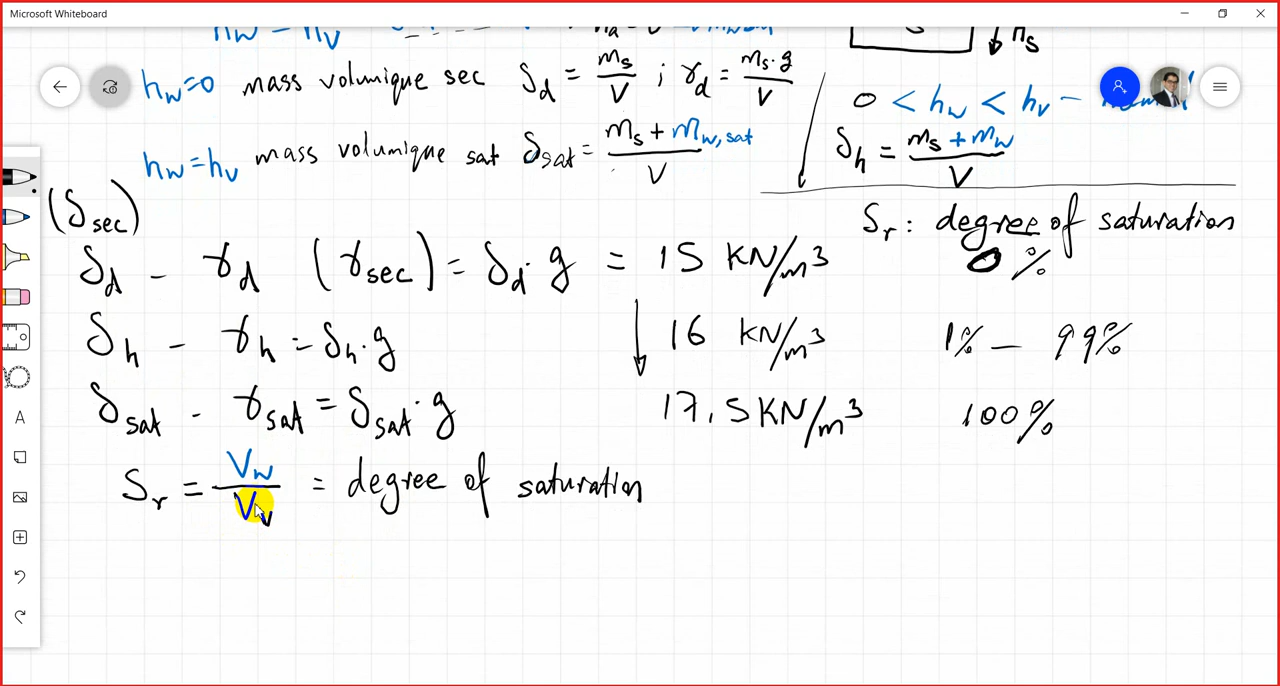 Microsoft Whiteboard
hw=0 mass volumique sec δd = ms/V ; γd = ms·g/V
0 < hw < hv – humid
hw=hv mass volumique sat δsat = (ms + mw,sat)/V
δh = (ms + mw)/V
(δsec)
Sr : degree of saturation
δd – γd (γsec) = δd·g = 15 KN/m³ 0%
δh – γh = δh·g 16 KN/m³ 1% – 99%
δsat – γsat = δsat·g 17.5 KN/m³ 100%
Sr = Vw/Vv = degree of saturation
A